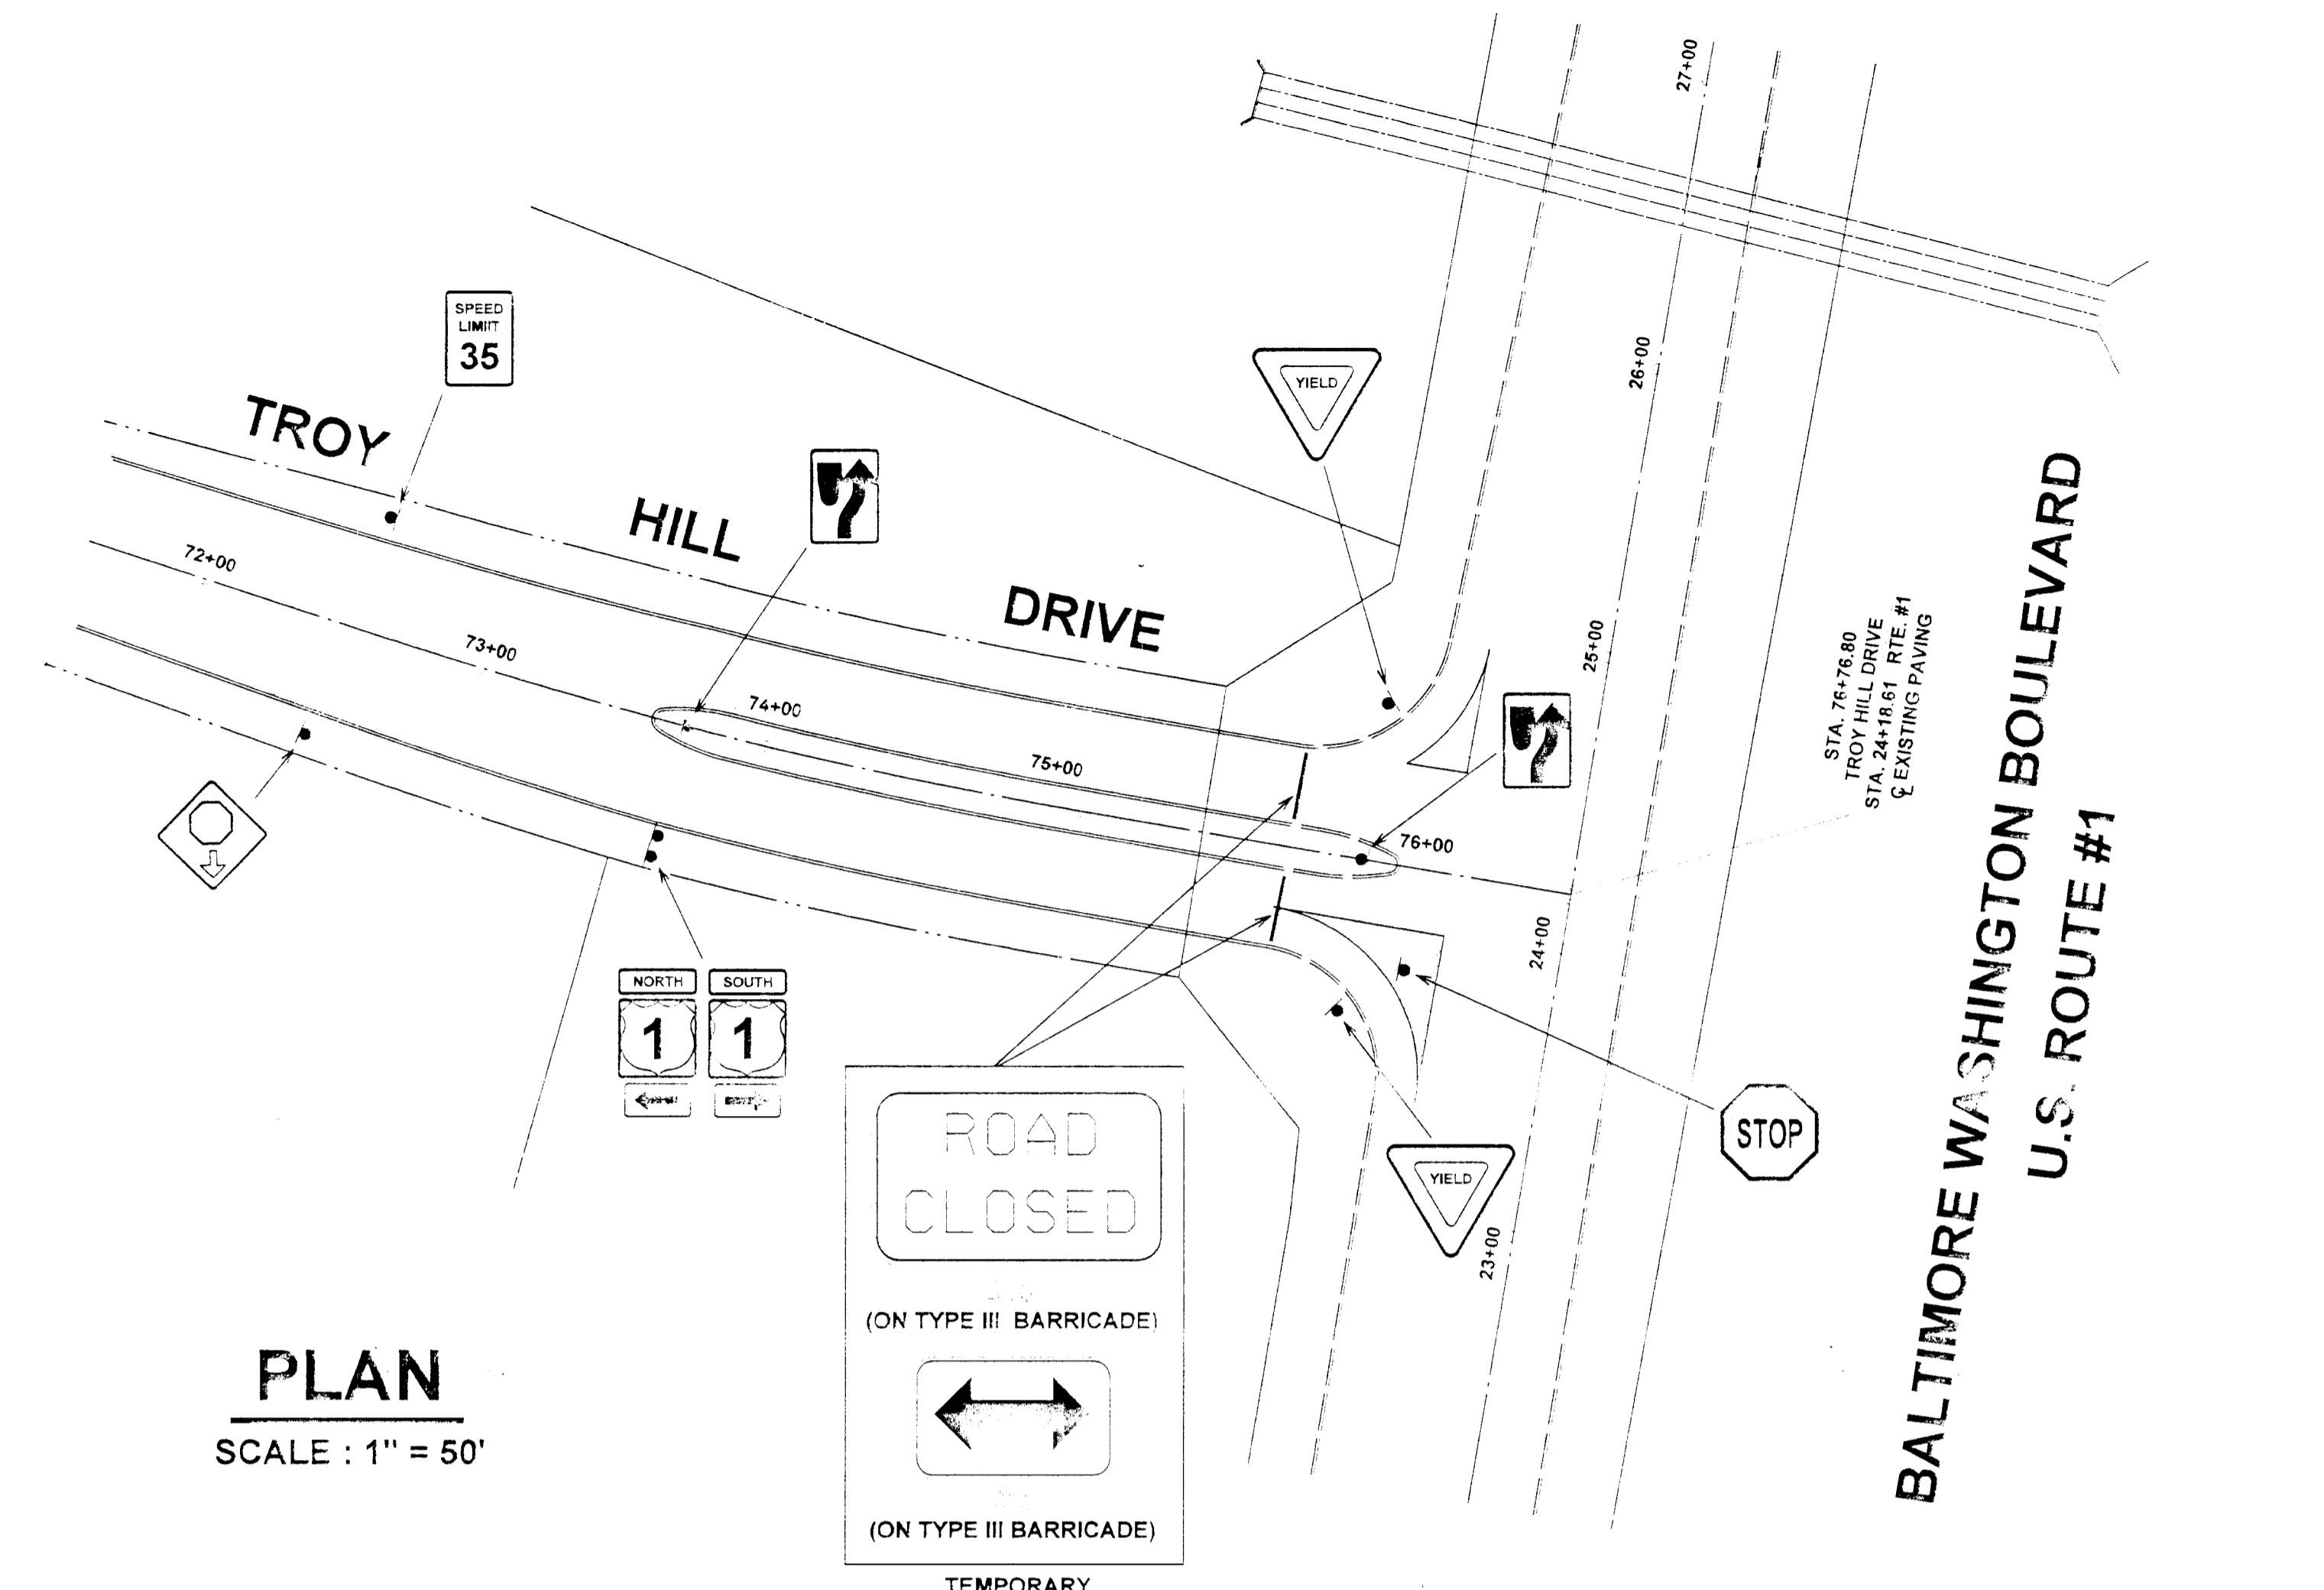 27+00
SPEED
LIMIT
35
YIELD
26+00
TROY
HILL
DRIVE
72+00
73+00
74+00
75+00
76+00
25+00
24+00
23+00
STA. 76+76.80
TROY HILL DRIVE
STA. 24+18.61 RTE. #1
℄ EXISTING PAVING
BALTIMORE WASHINGTON BOULEVARD
U.S. ROUTE #1
NORTH
1
SOUTH
1
STOP
YIELD
ROAD
CLOSED
(ON TYPE III BARRICADE)
(ON TYPE III BARRICADE)
TEMPORARY
PLAN
SCALE : 1" = 50'